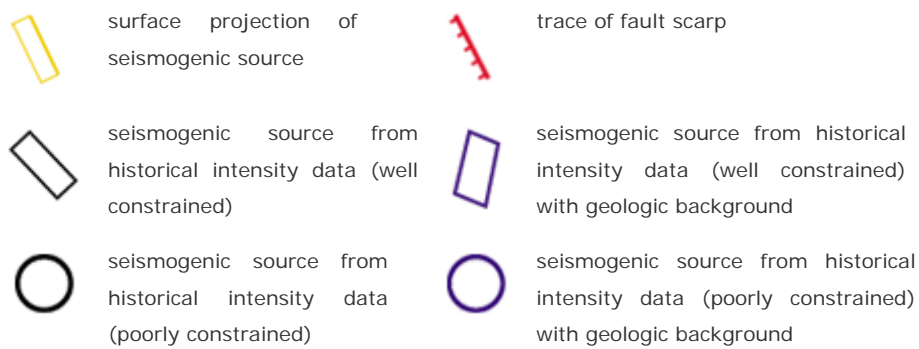 surface projection of
seismogenic source
trace of fault scarp
seismogenic source from
historical intensity data (well
constrained)
seismogenic source from historical
intensity data (well constrained)
with geologic background
seismogenic source from
historical intensity data
(poorly constrained)
seismogenic source from historical
intensity data (poorly constrained)
with geologic background